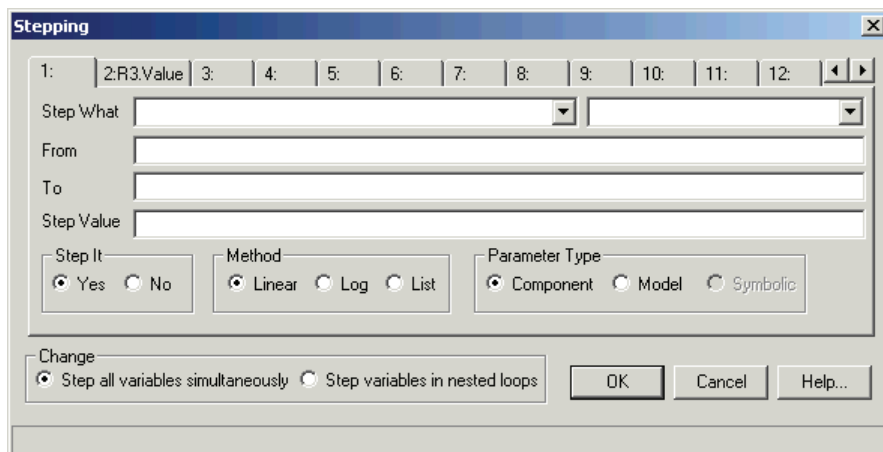 Stepping
1: 2:R3.Value 3: 4: 5: 6: 7: 8: 9: 10: 11: 12:
Step What
From
To
Step Value
Step It Method Parameter Type
Yes No Linear Log List Component Model Symbolic
Change
Step all variables simultaneously Step variables in nested loops OK Cancel Help...